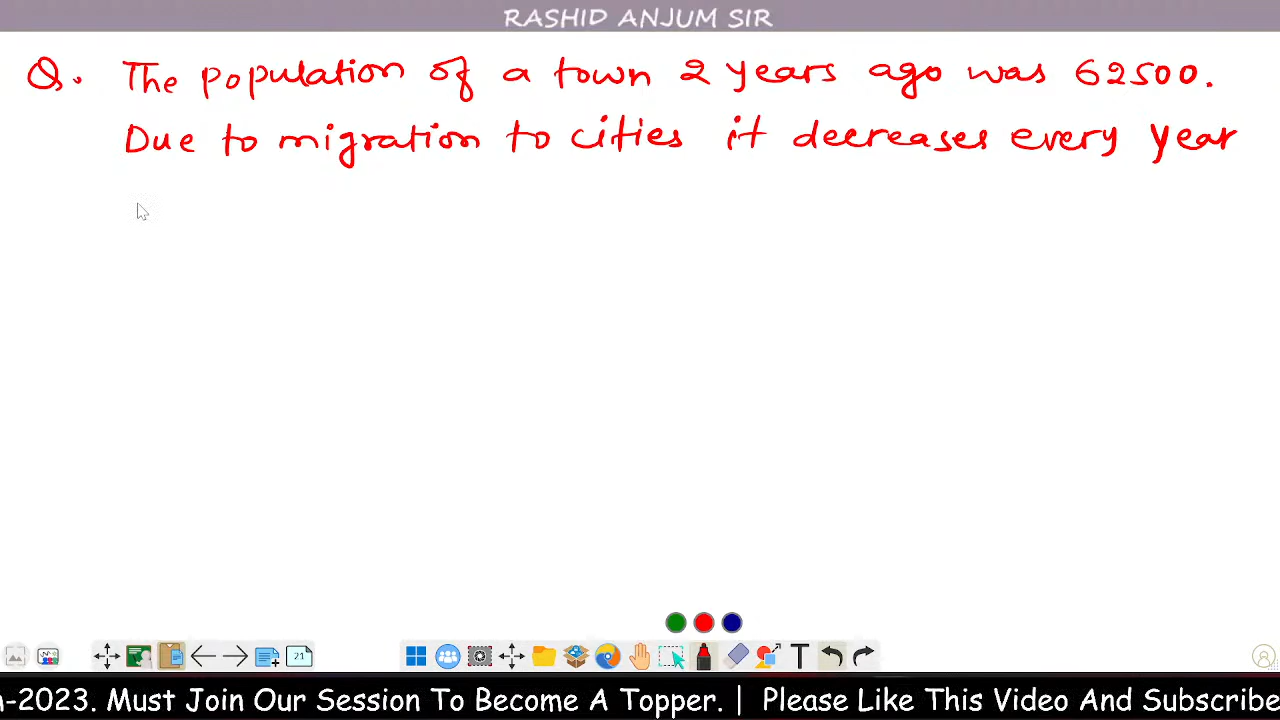 RASHID ANJUM SIR
Q. The population of a town 2 years ago was 62500.
Due to migration to cities it decreases every year
21
n-2023. Must Join Our Session To Become A Topper. | Please Like This Video And Subscribe